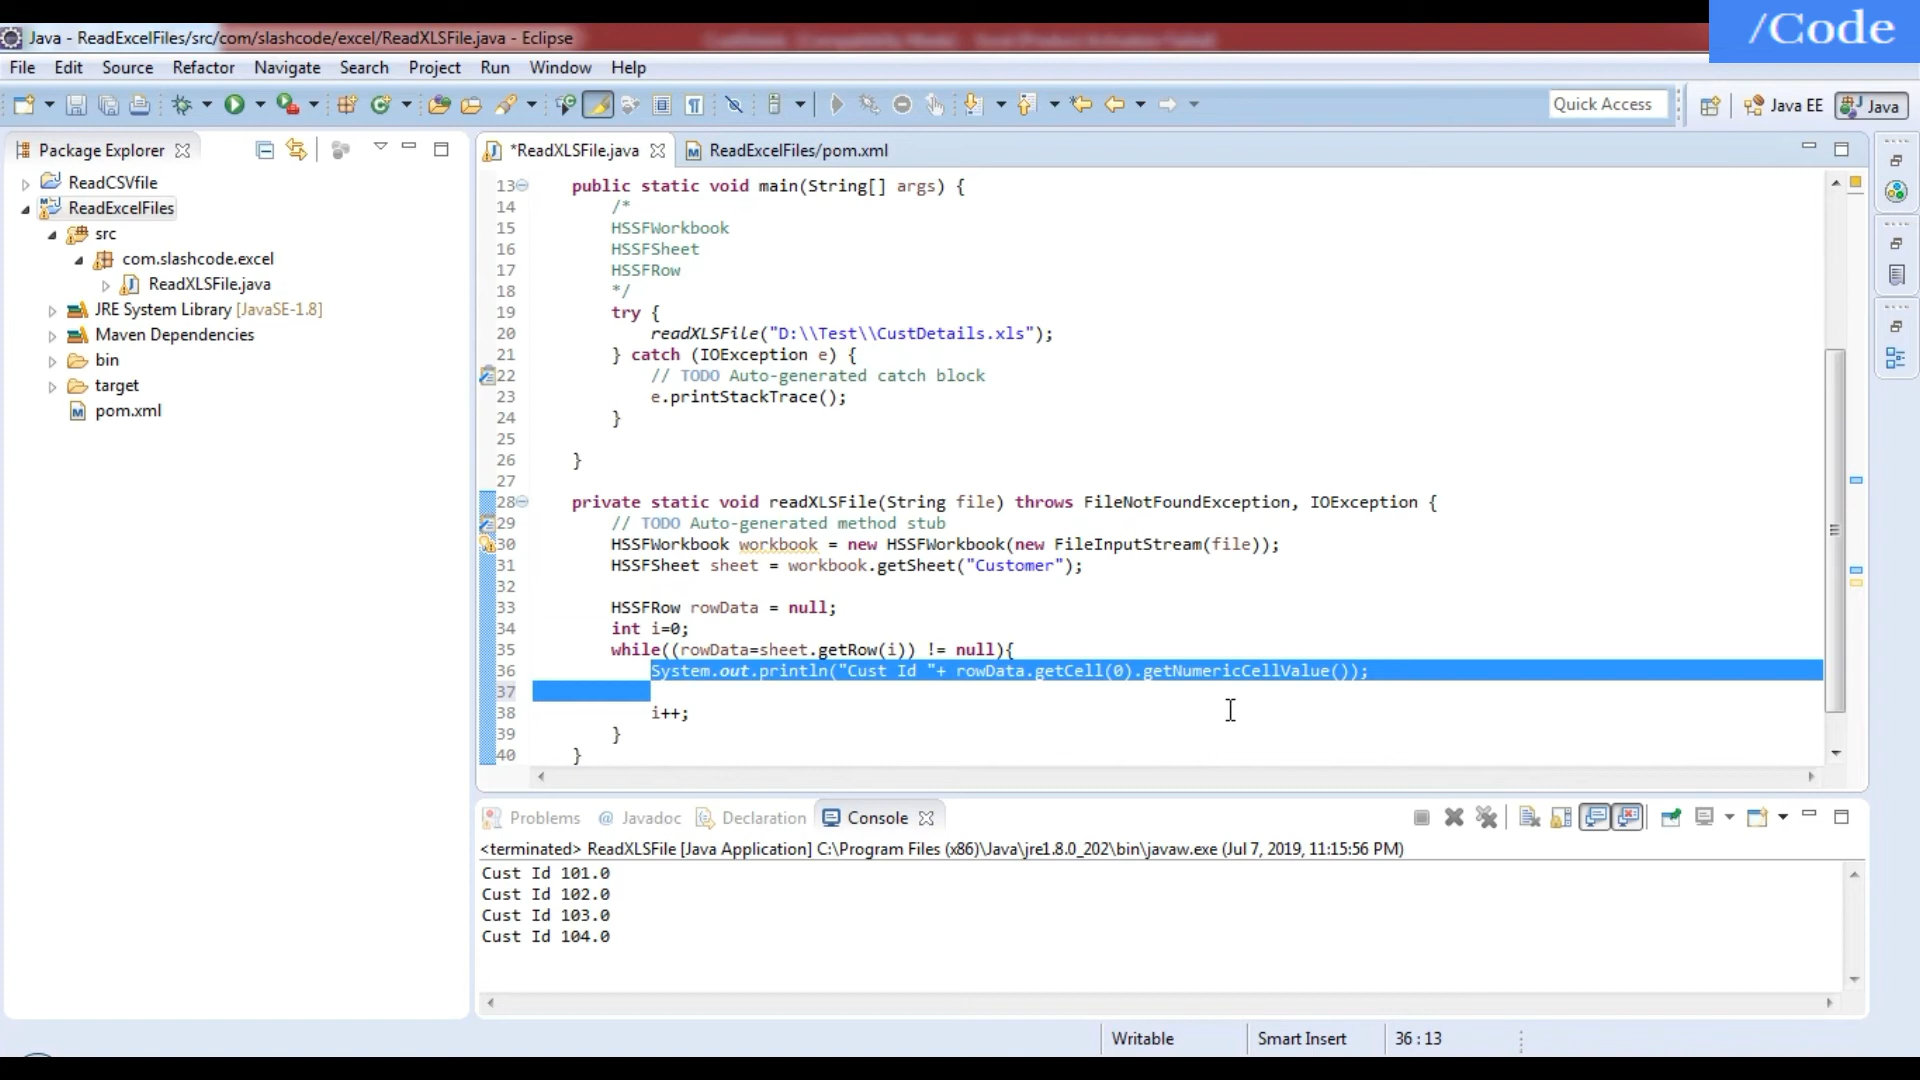 /Code
Java - ReadExcelFiles/src/com/slashcode/excel/ReadXLSFile.java - Eclipse
File Edit Source Refactor Navigate Search Project Run Window Help
Quick Access Java EE Java
Package Explorer
ReadCSVfile
ReadExcelFiles
src
com.slashcode.excel
ReadXLSFile.java
JRE System Library [JavaSE-1.8]
Maven Dependencies
bin
target
pom.xml
*ReadXLSFile.java ReadExcelFiles/pom.xml
13 public static void main(String[] args) {
14 /*
15 HSSFWorkbook
16 HSSFSheet
17 HSSFRow
18 */
19 try {
20 readXLSFile("D:\\Test\\CustDetails.xls");
21 } catch (IOException e) {
22 // TODO Auto-generated catch block
23 e.printStackTrace();
24 }
25
26 }
27
28 private static void readXLSFile(String file) throws FileNotFoundException, IOException {
29 // TODO Auto-generated method stub
30 HSSFWorkbook workbook = new HSSFWorkbook(new FileInputStream(file));
31 HSSFSheet sheet = workbook.getSheet("Customer");
32
33 HSSFRow rowData = null;
34 int i=0;
35 while((rowData=sheet.getRow(i)) != null){
36 System.out.println("Cust Id "+ rowData.getCell(0).getNumericCellValue());
37
38 i++;
39 }
40 }
Problems @ Javadoc Declaration Console
<terminated> ReadXLSFile [Java Application] C:\Program Files (x86)\Java\jre1.8.0_202\bin\javaw.exe (Jul 7, 2019, 11:15:56 PM)
Cust Id 101.0
Cust Id 102.0
Cust Id 103.0
Cust Id 104.0
Writable Smart Insert 36 : 13